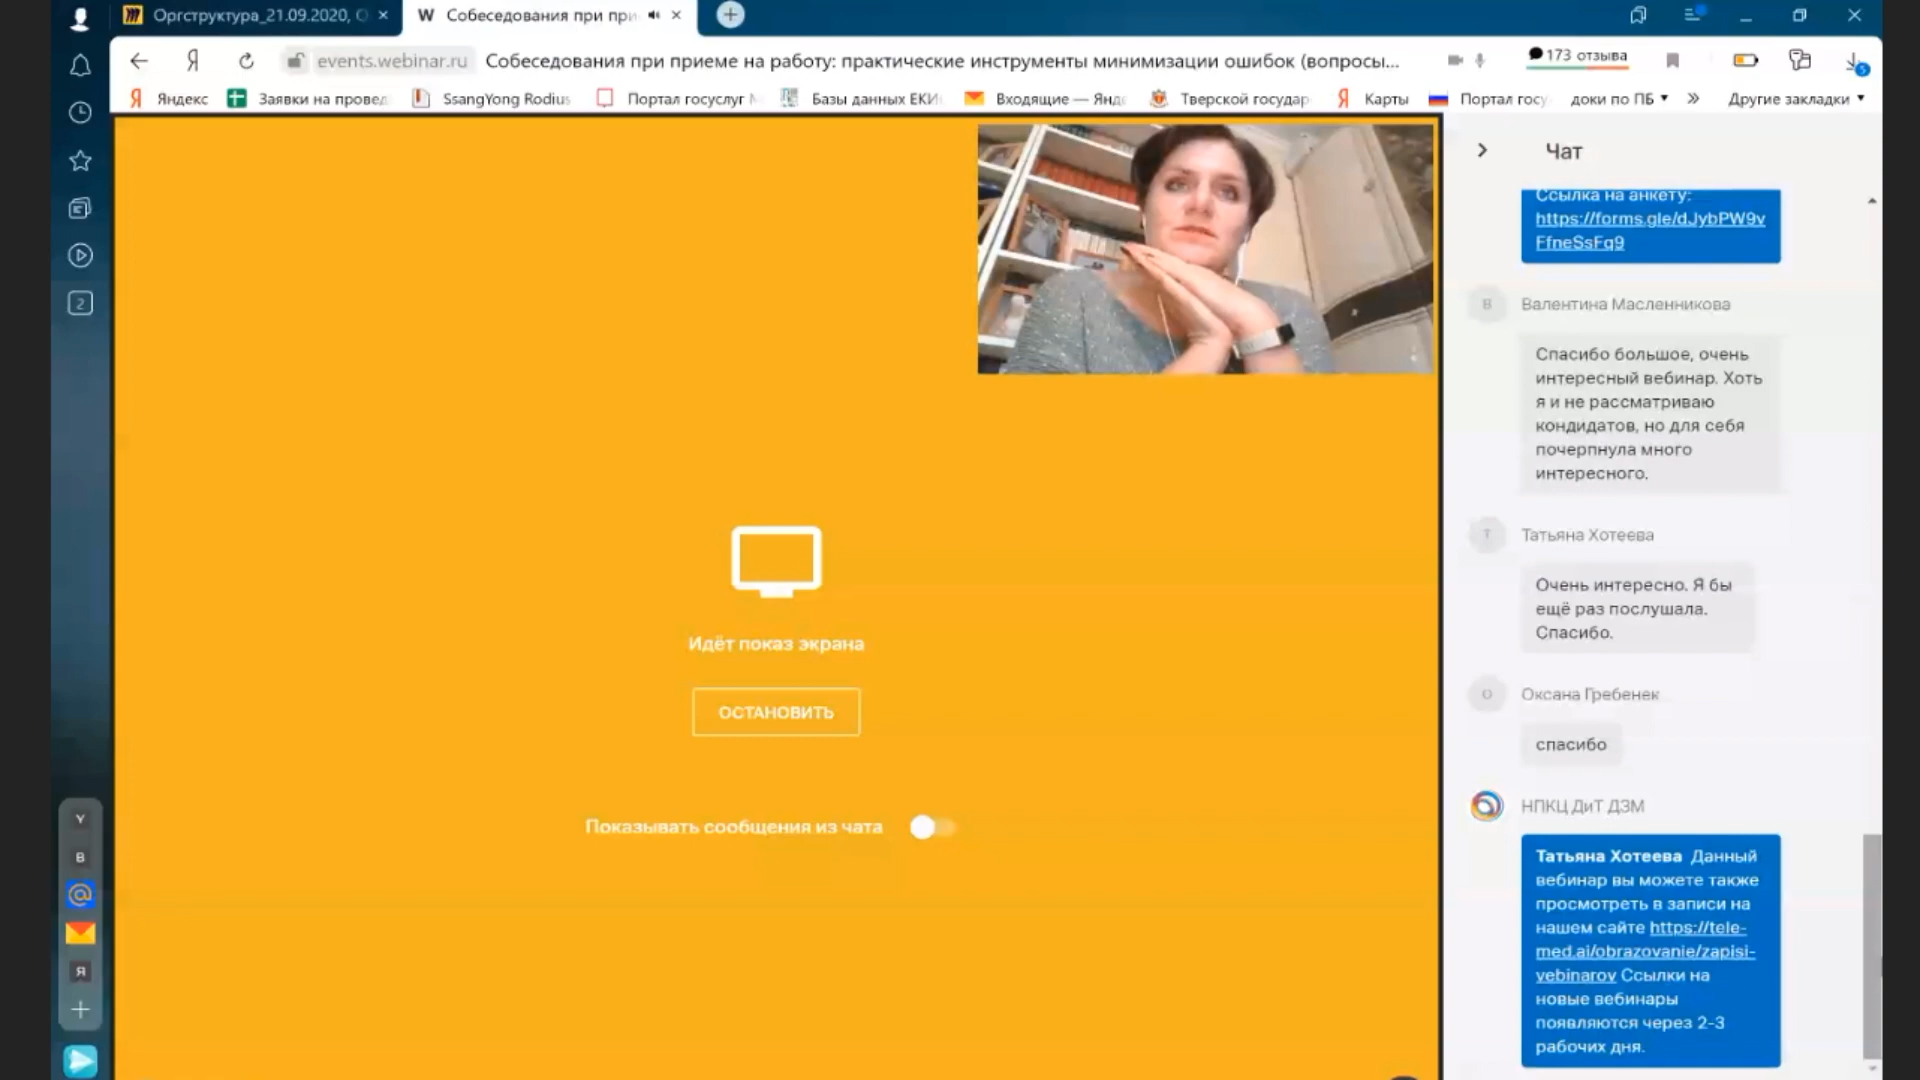 Оргструктура_21.09.2020, О
W Собеседования при при
Я events.webinar.ru Собеседования при приеме на работу: практические инструменты минимизации ошибок (вопросы... 173 отзыва
5
Я Яндекс Заявки на провед SsangYong Rodius Портал госуслуг Базы данных ЕКИ Входящие — Янд Тверской государ Я Карты Портал госу доки по ПБ » Другие закладки
2
Y
B
@
Я
+
Идёт показ экрана
ОСТАНОВИТЬ
Показывать сообщения из чата
Чат
Ссылка на анкету:
https://forms.gle/dJybPW9v
FfneSsFq9
В Валентина Масленникова
Спасибо большое, очень
интересный вебинар. Хоть
я и не рассматриваю
кондидатов, но для себя
почерпнула много
интересного.
Т Татьяна Хотеева
Очень интересно. Я бы
ещё раз послушала.
Спасибо.
О Оксана Гребенек
спасибо
НПКЦ ДиТ ДЗМ
Татьяна Хотеева Данный
вебинар вы можете также
просмотреть в записи на
нашем сайте https://tele-
med.ai/obrazovanie/zapisi-
vebinarov Ссылки на
новые вебинары
появляются через 2-3
рабочих дня.